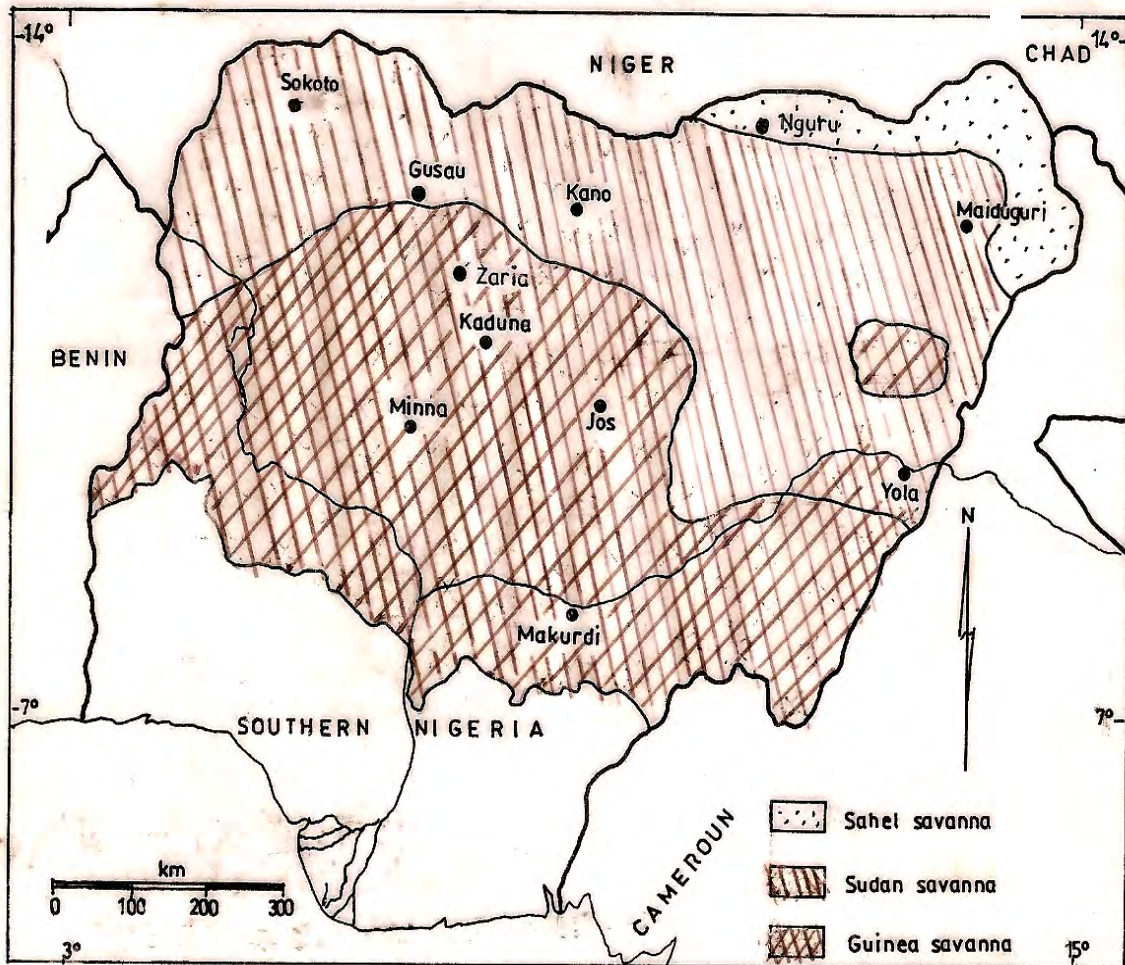 14°
14°
NIGER
CHAD
Sokoto
Nguru
Gusau
Kano
Maiduguri
Zaria
Kaduna
BENIN
Minna
Jos
Yola
N
Makurdi
7°
7°
SOUTHERN NIGERIA
CAMEROUN
Sahel savanna
km
0 100 200 300
Sudan savanna
Guinea savanna
3°
15°